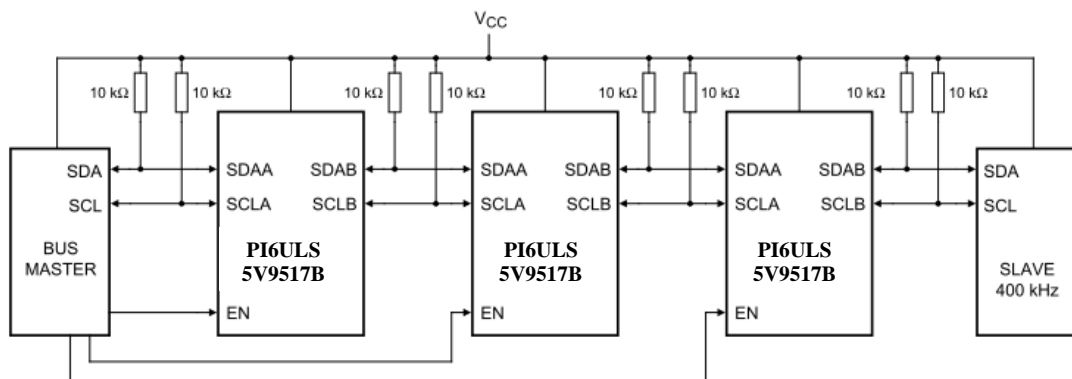 VCC
10 kΩ 10 kΩ 10 kΩ 10 kΩ 10 kΩ 10 kΩ 10 kΩ 10 kΩ
SDA SDAA SDAB SDAA SDAB SDAA SDAB SDA
SCL SCLA SCLB SCLA SCLB SCLA SCLB SCL
BUS
MASTER
PI6ULS
5V9517B
PI6ULS
5V9517B
PI6ULS
5V9517B
SLAVE
400 kHz
EN EN EN